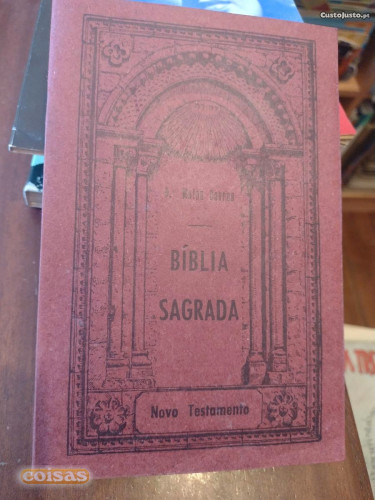 CustoJusto.pt
BÍBLIA
SAGRADA
Novo Testamento
coisas